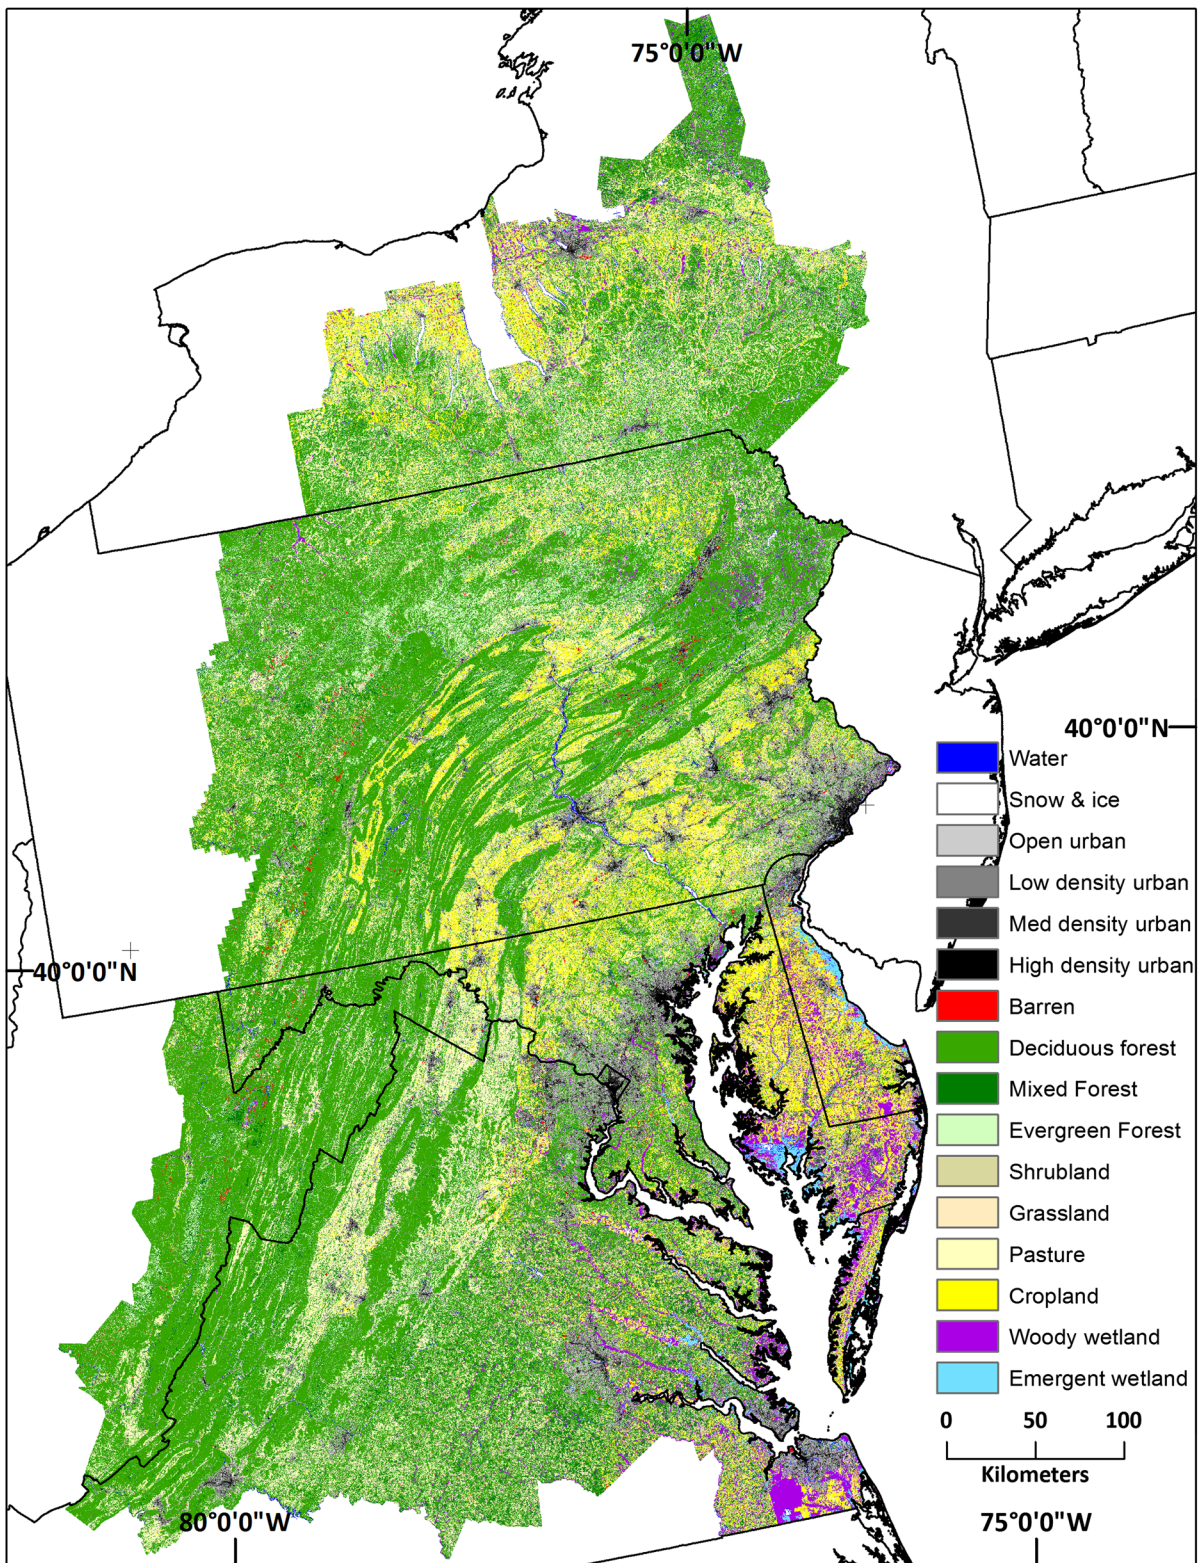 75°0'0"W
40°0'0"N
Water
Snow & ice
Open urban
Low density urban
Med density urban
High density urban
Barren
40°0'0"N
Deciduous forest
Mixed Forest
Evergreen Forest
Shrubland
Grassland
Pasture
Cropland
Woody wetland
Emergent wetland
0 50 100
Kilometers
80°0'0"W
75°0'0"W